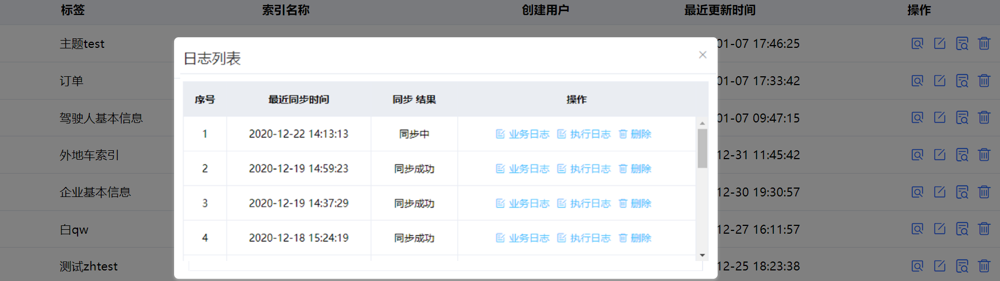 标签 索引名称 创建用户 最近更新时间 操作
主题test 01-07 17:46:25
日志列表
订单 01-07 17:33:42
序号 最近同步时间 同步 结果 操作
驾驶人基本信息 01-07 09:47:15
1 2020-12-22 14:13:13 同步中 业务日志 执行日志 删除
外地车索引 12-31 11:45:42
2 2020-12-19 14:59:23 同步成功 业务日志 执行日志 删除
企业基本信息 12-30 19:30:57
3 2020-12-19 14:37:29 同步成功 业务日志 执行日志 删除
白qw 12-27 16:11:57
4 2020-12-18 15:24:19 同步成功 业务日志 执行日志 删除
测试zhtest 12-25 18:23:38